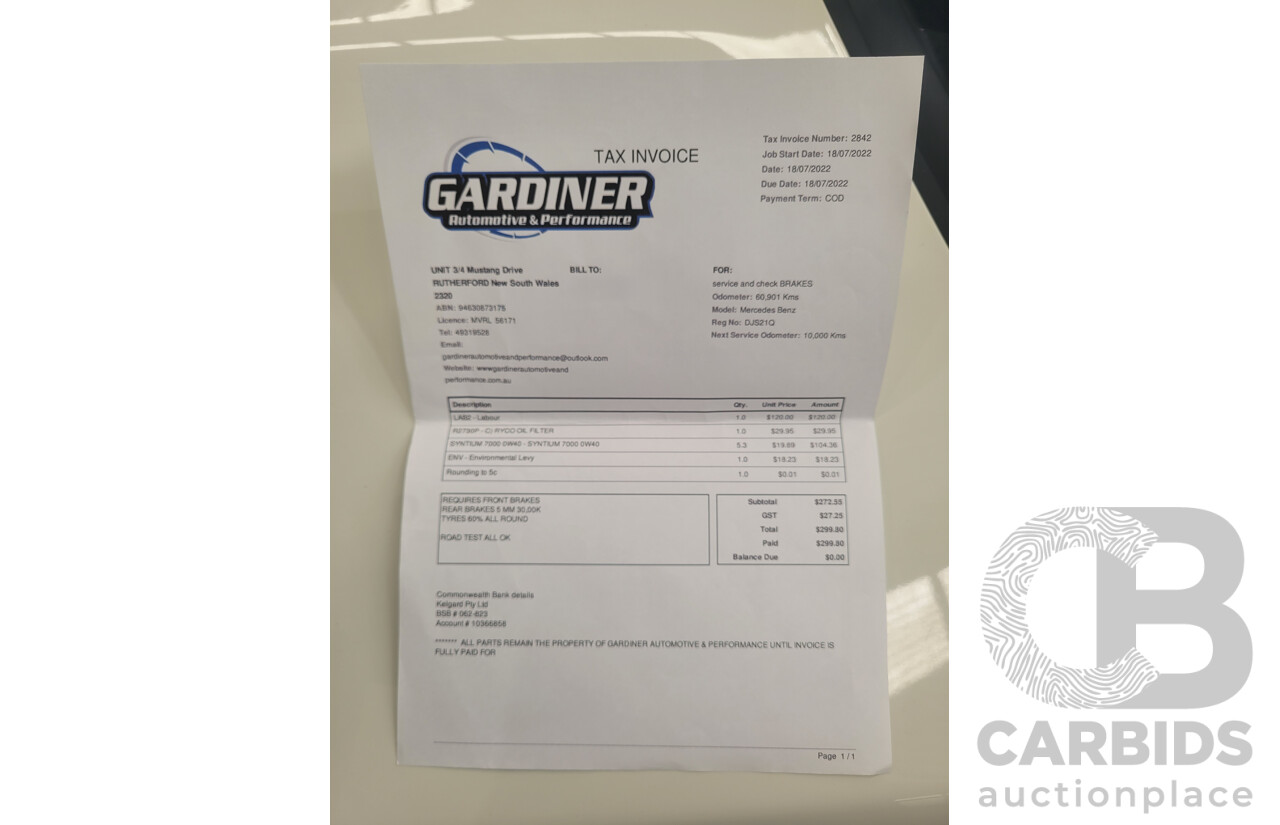 TAX INVOICE
GARDINER
Automotive & Performance
Tax Invoice Number: 2842
Job Start Date: 18/07/2022
Date: 18/07/2022
Due Date: 18/07/2022
Payment Term: COD
UNIT 3/4 Mustang Drive
RUTHERFORD New South Wales
2320
ABN: 94630873175
Licence: MVRL 56171
Tel: 49319528
Email:
gardinerautomotiveandperformance@outlook.com
Website: wwwgardinerautomotiveand
performance.com.au
BILL TO:
FOR:
service and check BRAKES
Odometer: 60,901 Kms
Model: Mercedes Benz
Reg No: DJS21Q
Next Service Odometer: 10,000 Kms
Description Qty. Unit Price Amount
LAB2 - Labour 1.0 $120.00 $120.00
R2730P - C) RYCO OIL FILTER 1.0 $29.95 $29.95
SYNTIUM 7000 0W40 - SYNTIUM 7000 0W40 5.3 $19.69 $104.36
ENV - Environmental Levy 1.0 $18.23 $18.23
Rounding to 5c 1.0 $0.01 $0.01
REQUIRES FRONT BRAKES
REAR BRAKES 5 MM 30,00K
TYRES 60% ALL ROUND
ROAD TEST ALL OK
Subtotal $272.55
GST $27.25
Total $299.80
Paid $299.80
Balance Due $0.00
Commonwealth Bank details
Kelgard Pty Ltd
BSB # 062-823
Account # 10366858
******* ALL PARTS REMAIN THE PROPERTY OF GARDINER AUTOMOTIVE & PERFORMANCE UNTIL INVOICE IS
FULLY PAID FOR
Page 1 / 1
CB
CARBIDS
auctionplace